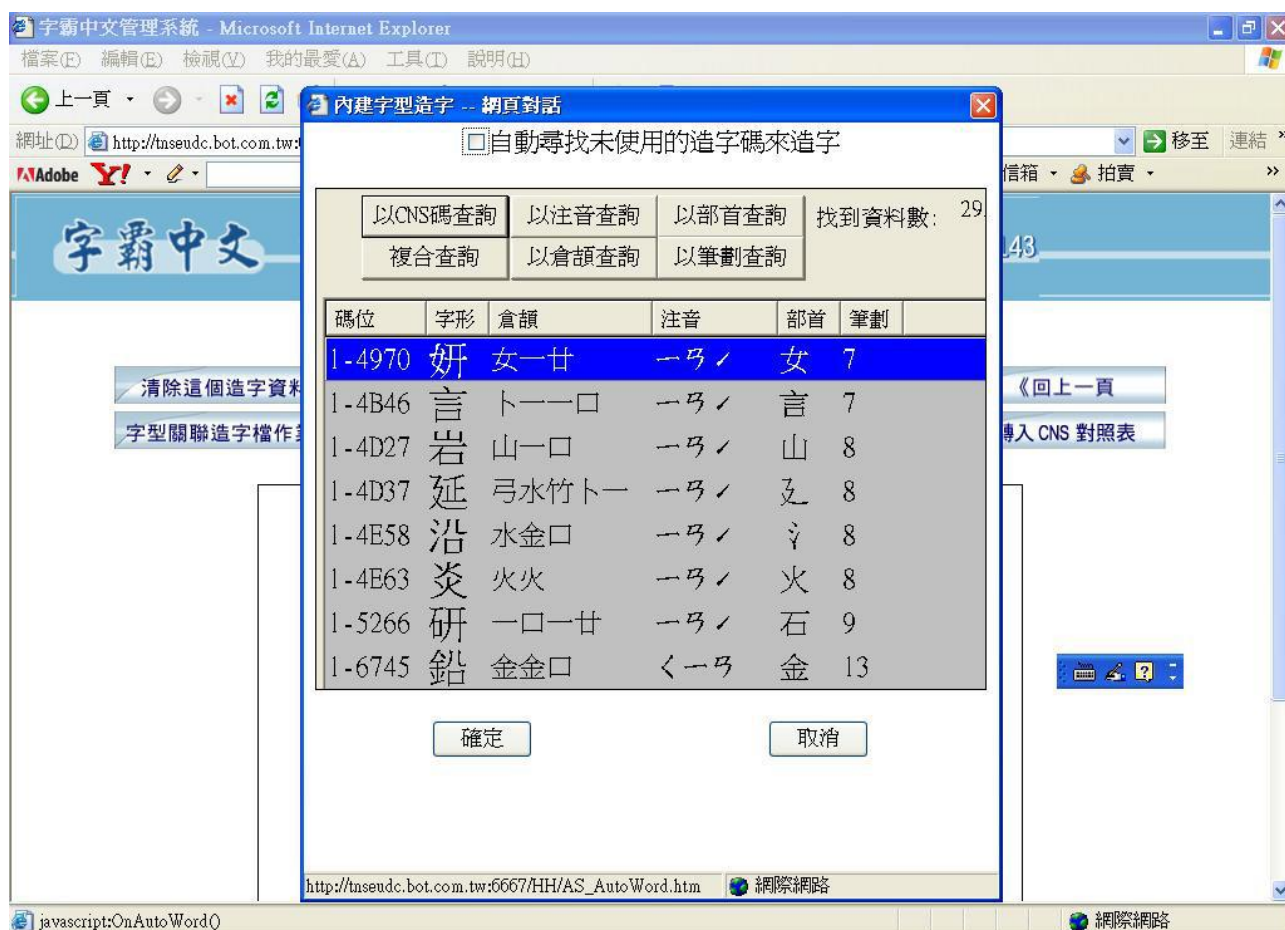 字霸中文管理系統 - Microsoft Internet Explorer
檔案(F) 編輯(E) 檢視(V) 我的最愛(A) 工具(T) 說明(H)
上一頁
網址(D) http://tnseudc.bot.com.tw: 移至 連結 »
Adobe Y! 信箱 拍賣 »
字霸中文 143
清除這個造字資料 《回上一頁
字型關聯造字檔作業 轉入 CNS 對照表
內建字型造字 -- 網頁對話
自動尋找未使用的造字碼來造字
以CNS碼查詢 以注音查詢 以部首查詢 找到資料數: 29
複合查詢 以倉頡查詢 以筆劃查詢
碼位 字形 倉頡 注音 部首 筆劃
1-4970 妍 女一廿 ㄧㄢˊ 女 7
1-4B46 言 卜一一口 ㄧㄢˊ 言 7
1-4D27 岩 山一口 ㄧㄢˊ 山 8
1-4D37 延 弓水竹卜一 ㄧㄢˊ 廴 8
1-4E58 沿 水金口 ㄧㄢˊ 氵 8
1-4E63 炎 火火 ㄧㄢˊ 火 8
1-5266 研 一口一廿 ㄧㄢˊ 石 9
1-6745 鉛 金金口 ㄑㄧㄢ 金 13
確定 取消
http://tnseudc.bot.com.tw:6667/HH/AS_AutoWord.htm 網際網路
javascript:OnAutoWord() 網際網路